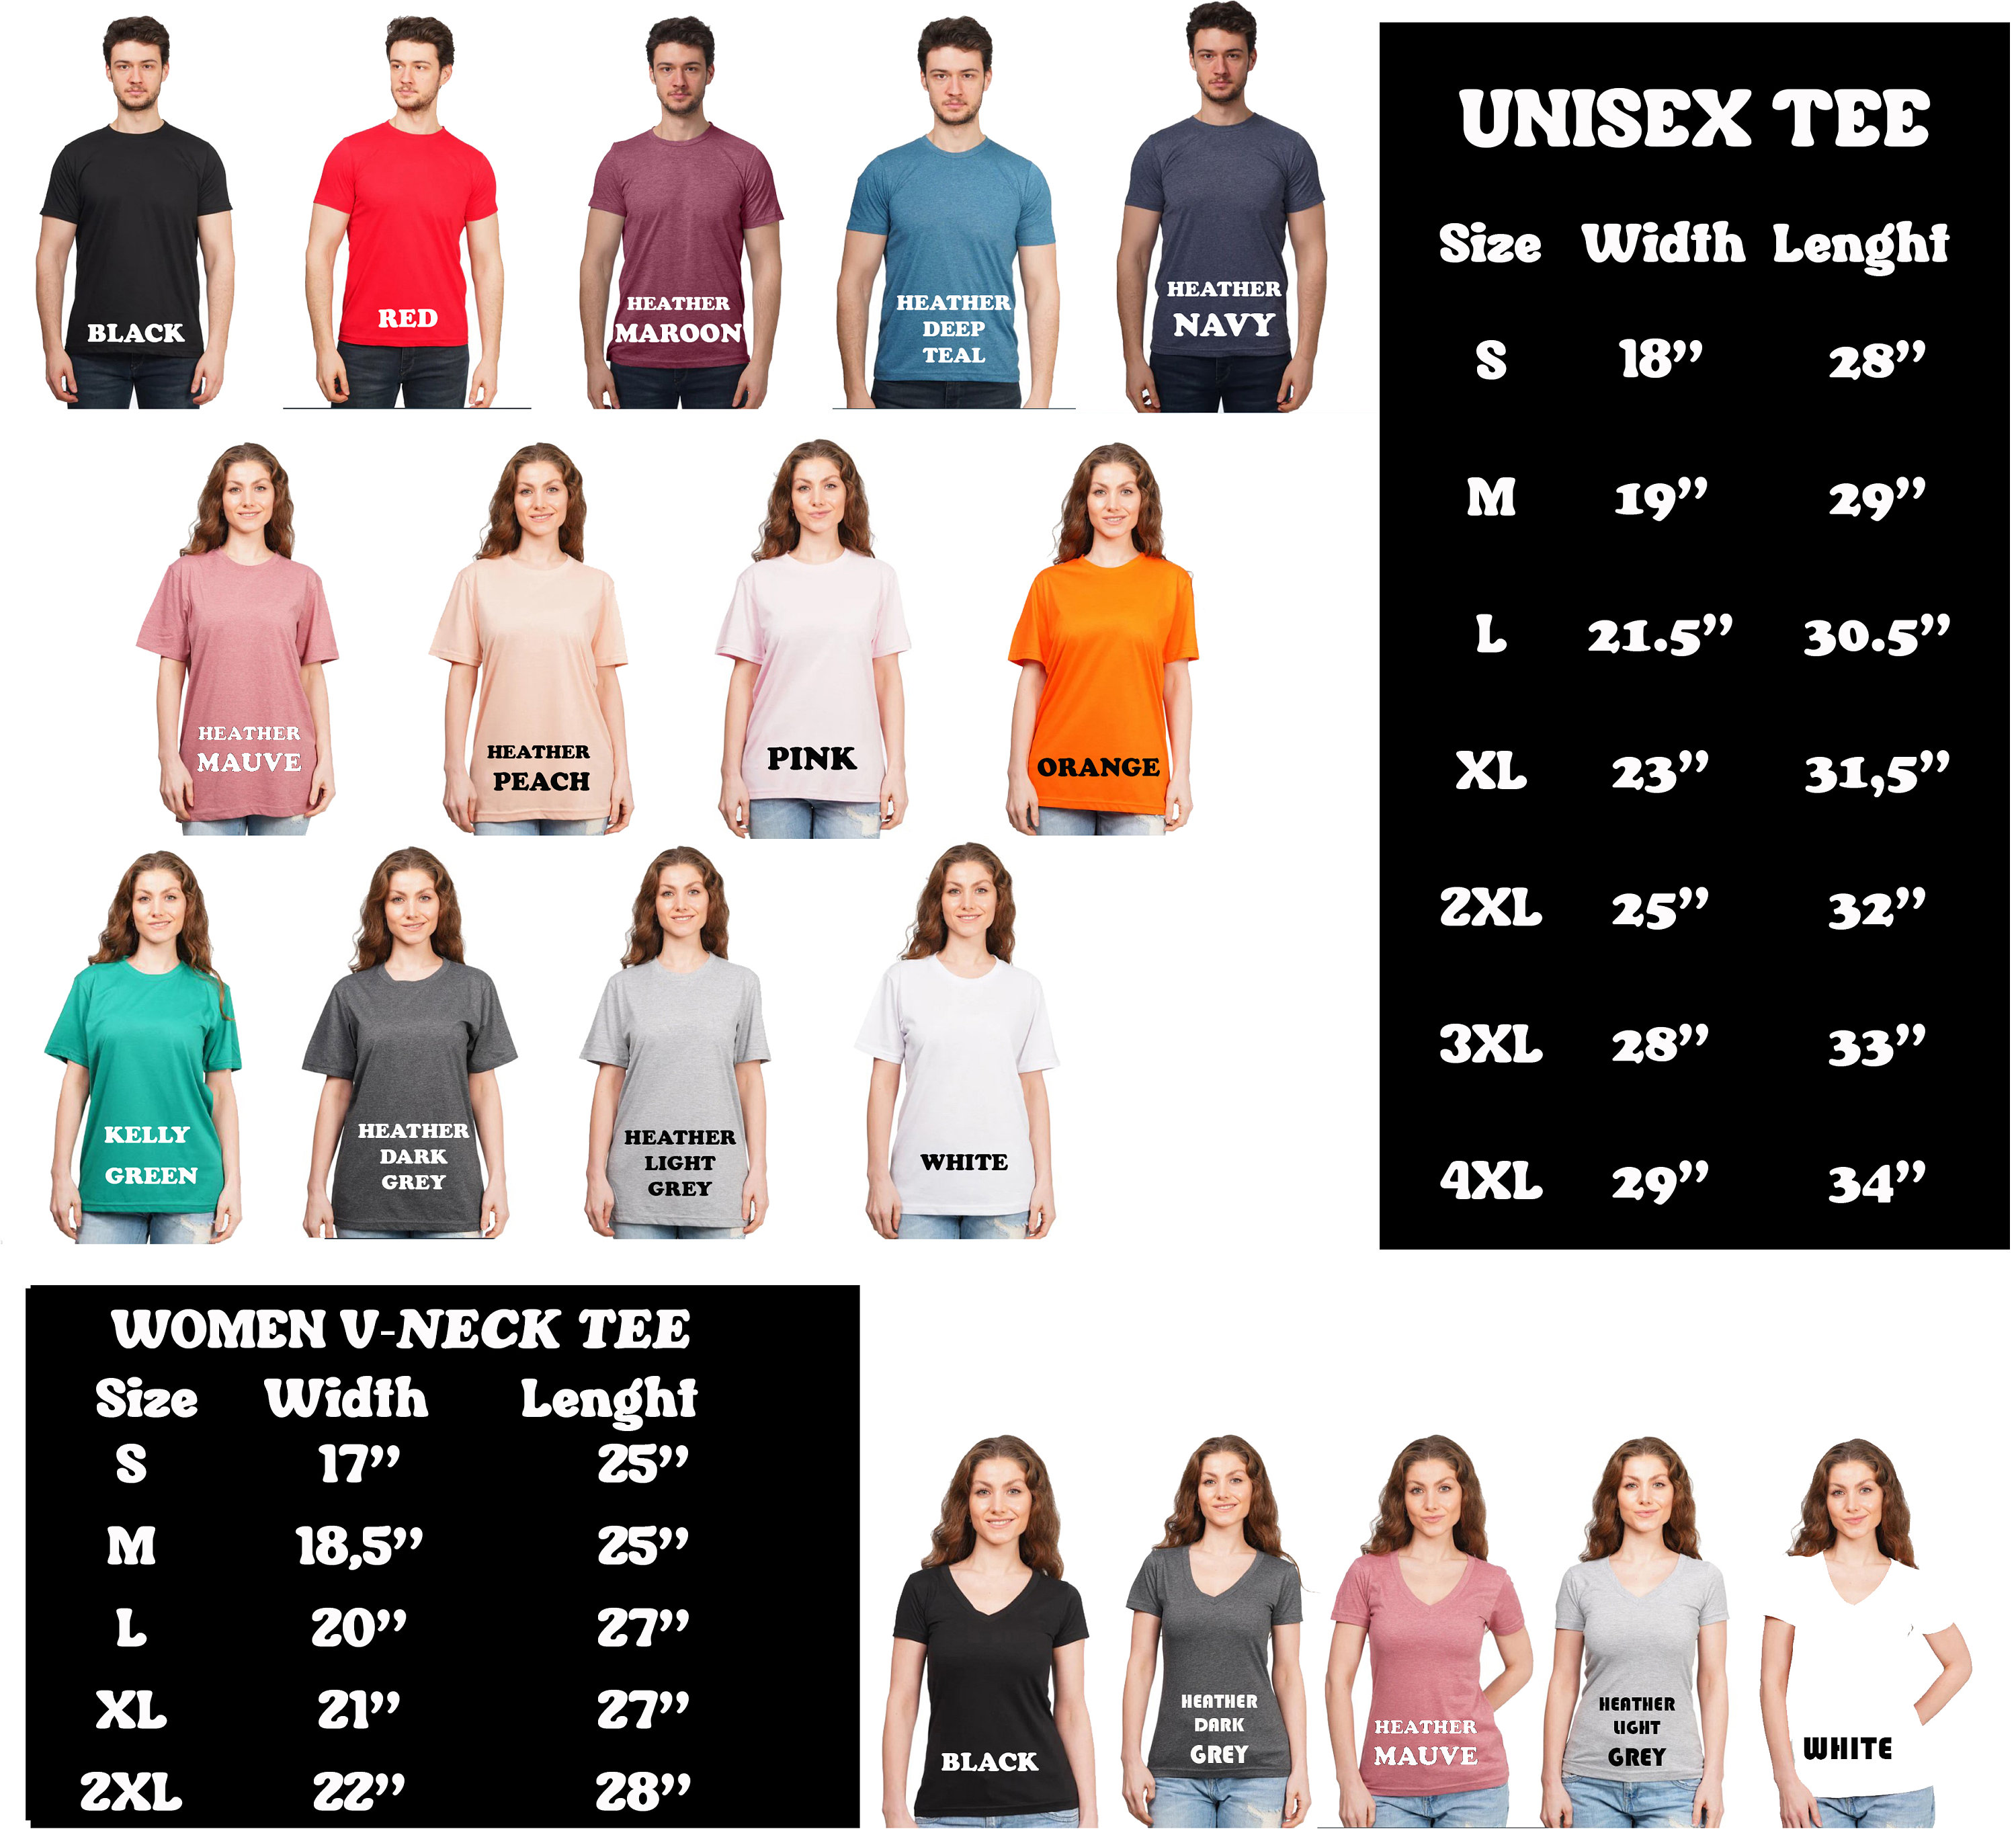 BLACK
RED
HEATHER
MAROON
HEATHER
DEEP
TEAL
HEATHER
NAVY
HEATHER
MAUVE
HEATHER
PEACH
PINK
ORANGE
KELLY
GREEN
HEATHER
DARK
GREY
HEATHER
LIGHT
GREY
WHITE
UNISEX TEE
Size Width Lenght
S 18” 28”
M 19” 29”
L 21.5” 30.5”
XL 23” 31,5”
2XL 25” 32”
3XL 28” 33”
4XL 29” 34”
WOMEN V-NECK TEE
Size Width Lenght
S 17” 25”
M 18,5” 25”
L 20” 27”
XL 21” 27”
2XL 22” 28”
BLACK
HEATHER
DARK
GREY
HEATHER
MAUVE
HEATHER
LIGHT
GREY
WHITE